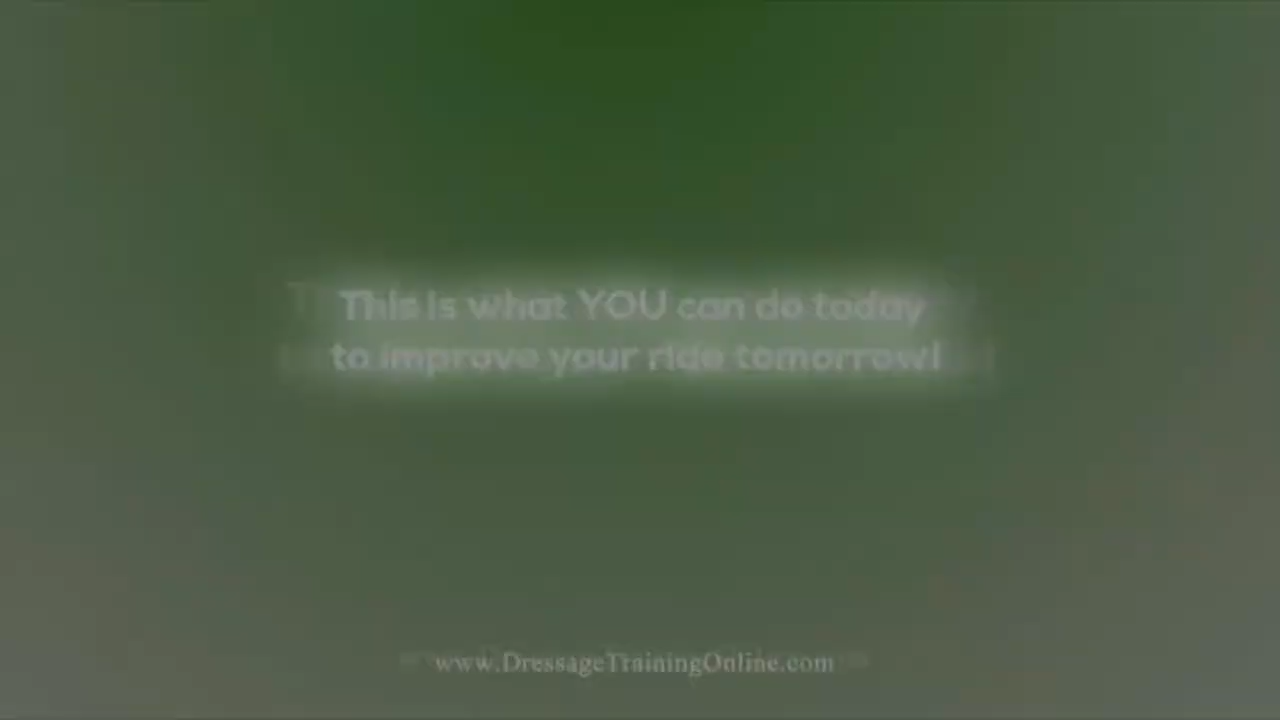 This is what YOU can do today
to improve your ride tomorrow!
www.DressageTrainingOnline.com